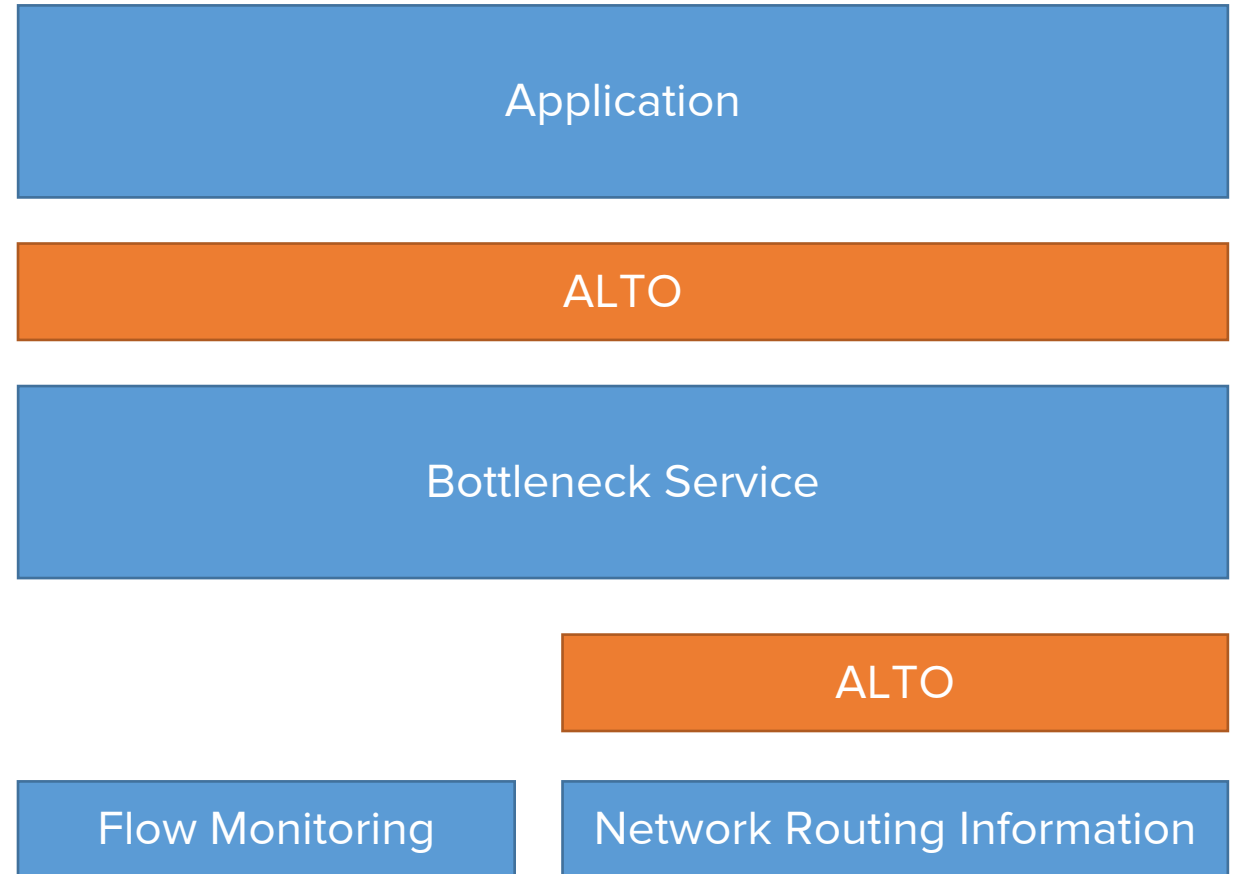 Application
ALTO
Bottleneck Service
ALTO
Flow Monitoring
Network Routing Information